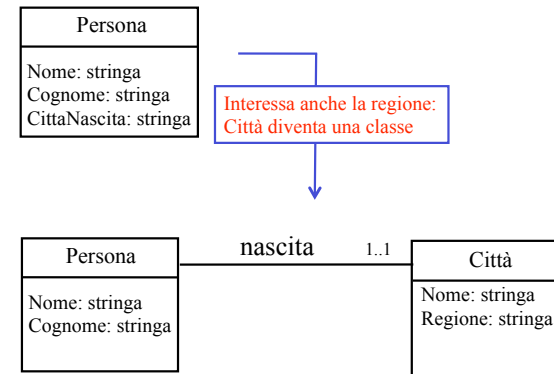 Persona
Nome: stringa
Cognome: stringa
CittaNascita: stringa
Interessa anche la regione:
Città diventa una classe
Persona
Nome: stringa
Cognome: stringa
nascita
1..1
Città
Nome: stringa
Regione: stringa